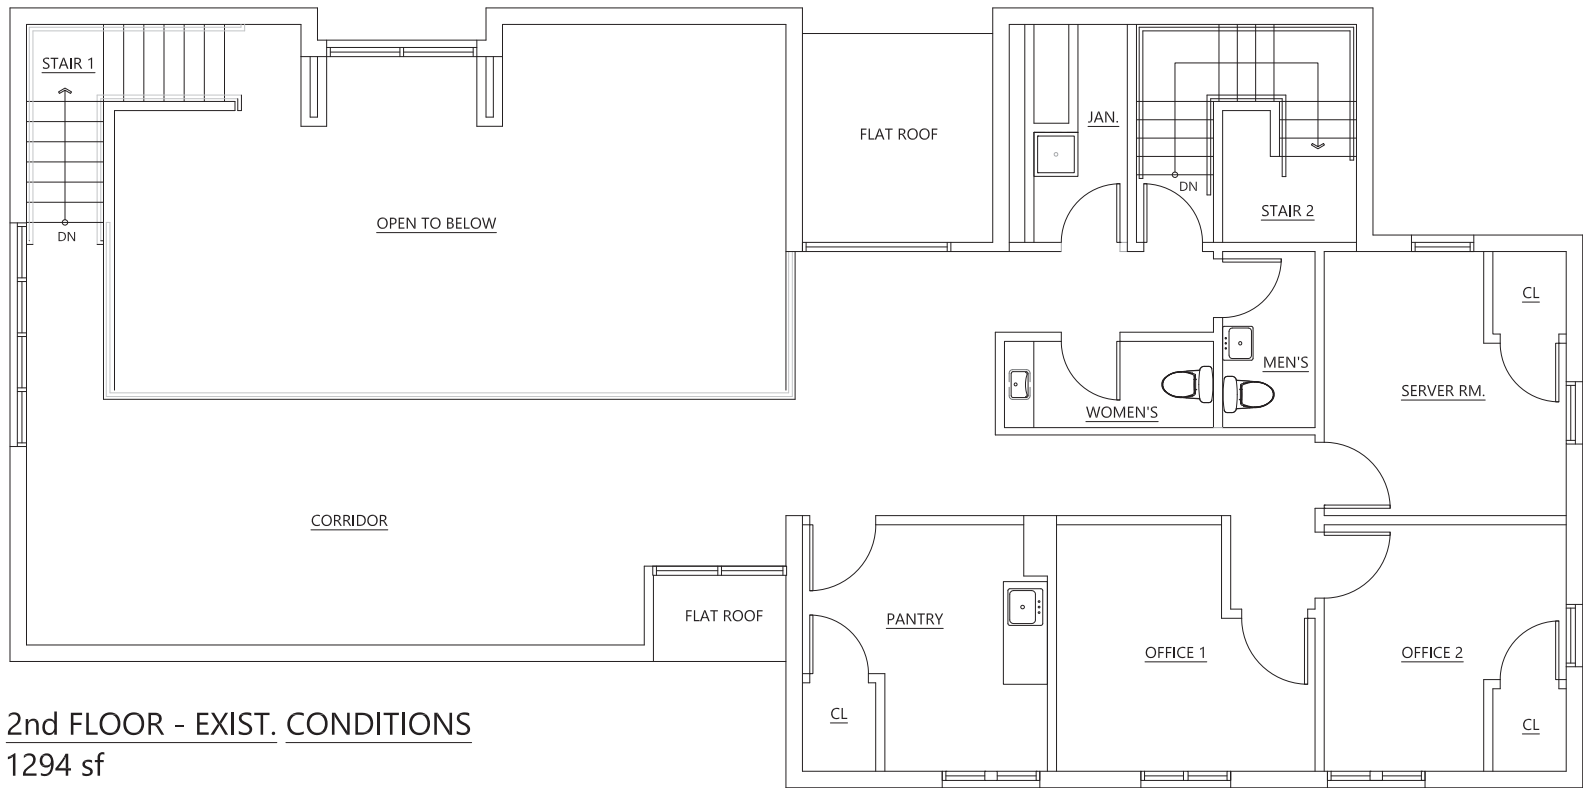 STAIR 1
JAN.
FLAT ROOF
DN
STAIR 2
OPEN TO BELOW
DN
CL
MEN'S
SERVER RM.
WOMEN'S
CORRIDOR
FLAT ROOF
PANTRY
OFFICE 1
OFFICE 2
CL
CL
2nd FLOOR - EXIST. CONDITIONS
1294 sf